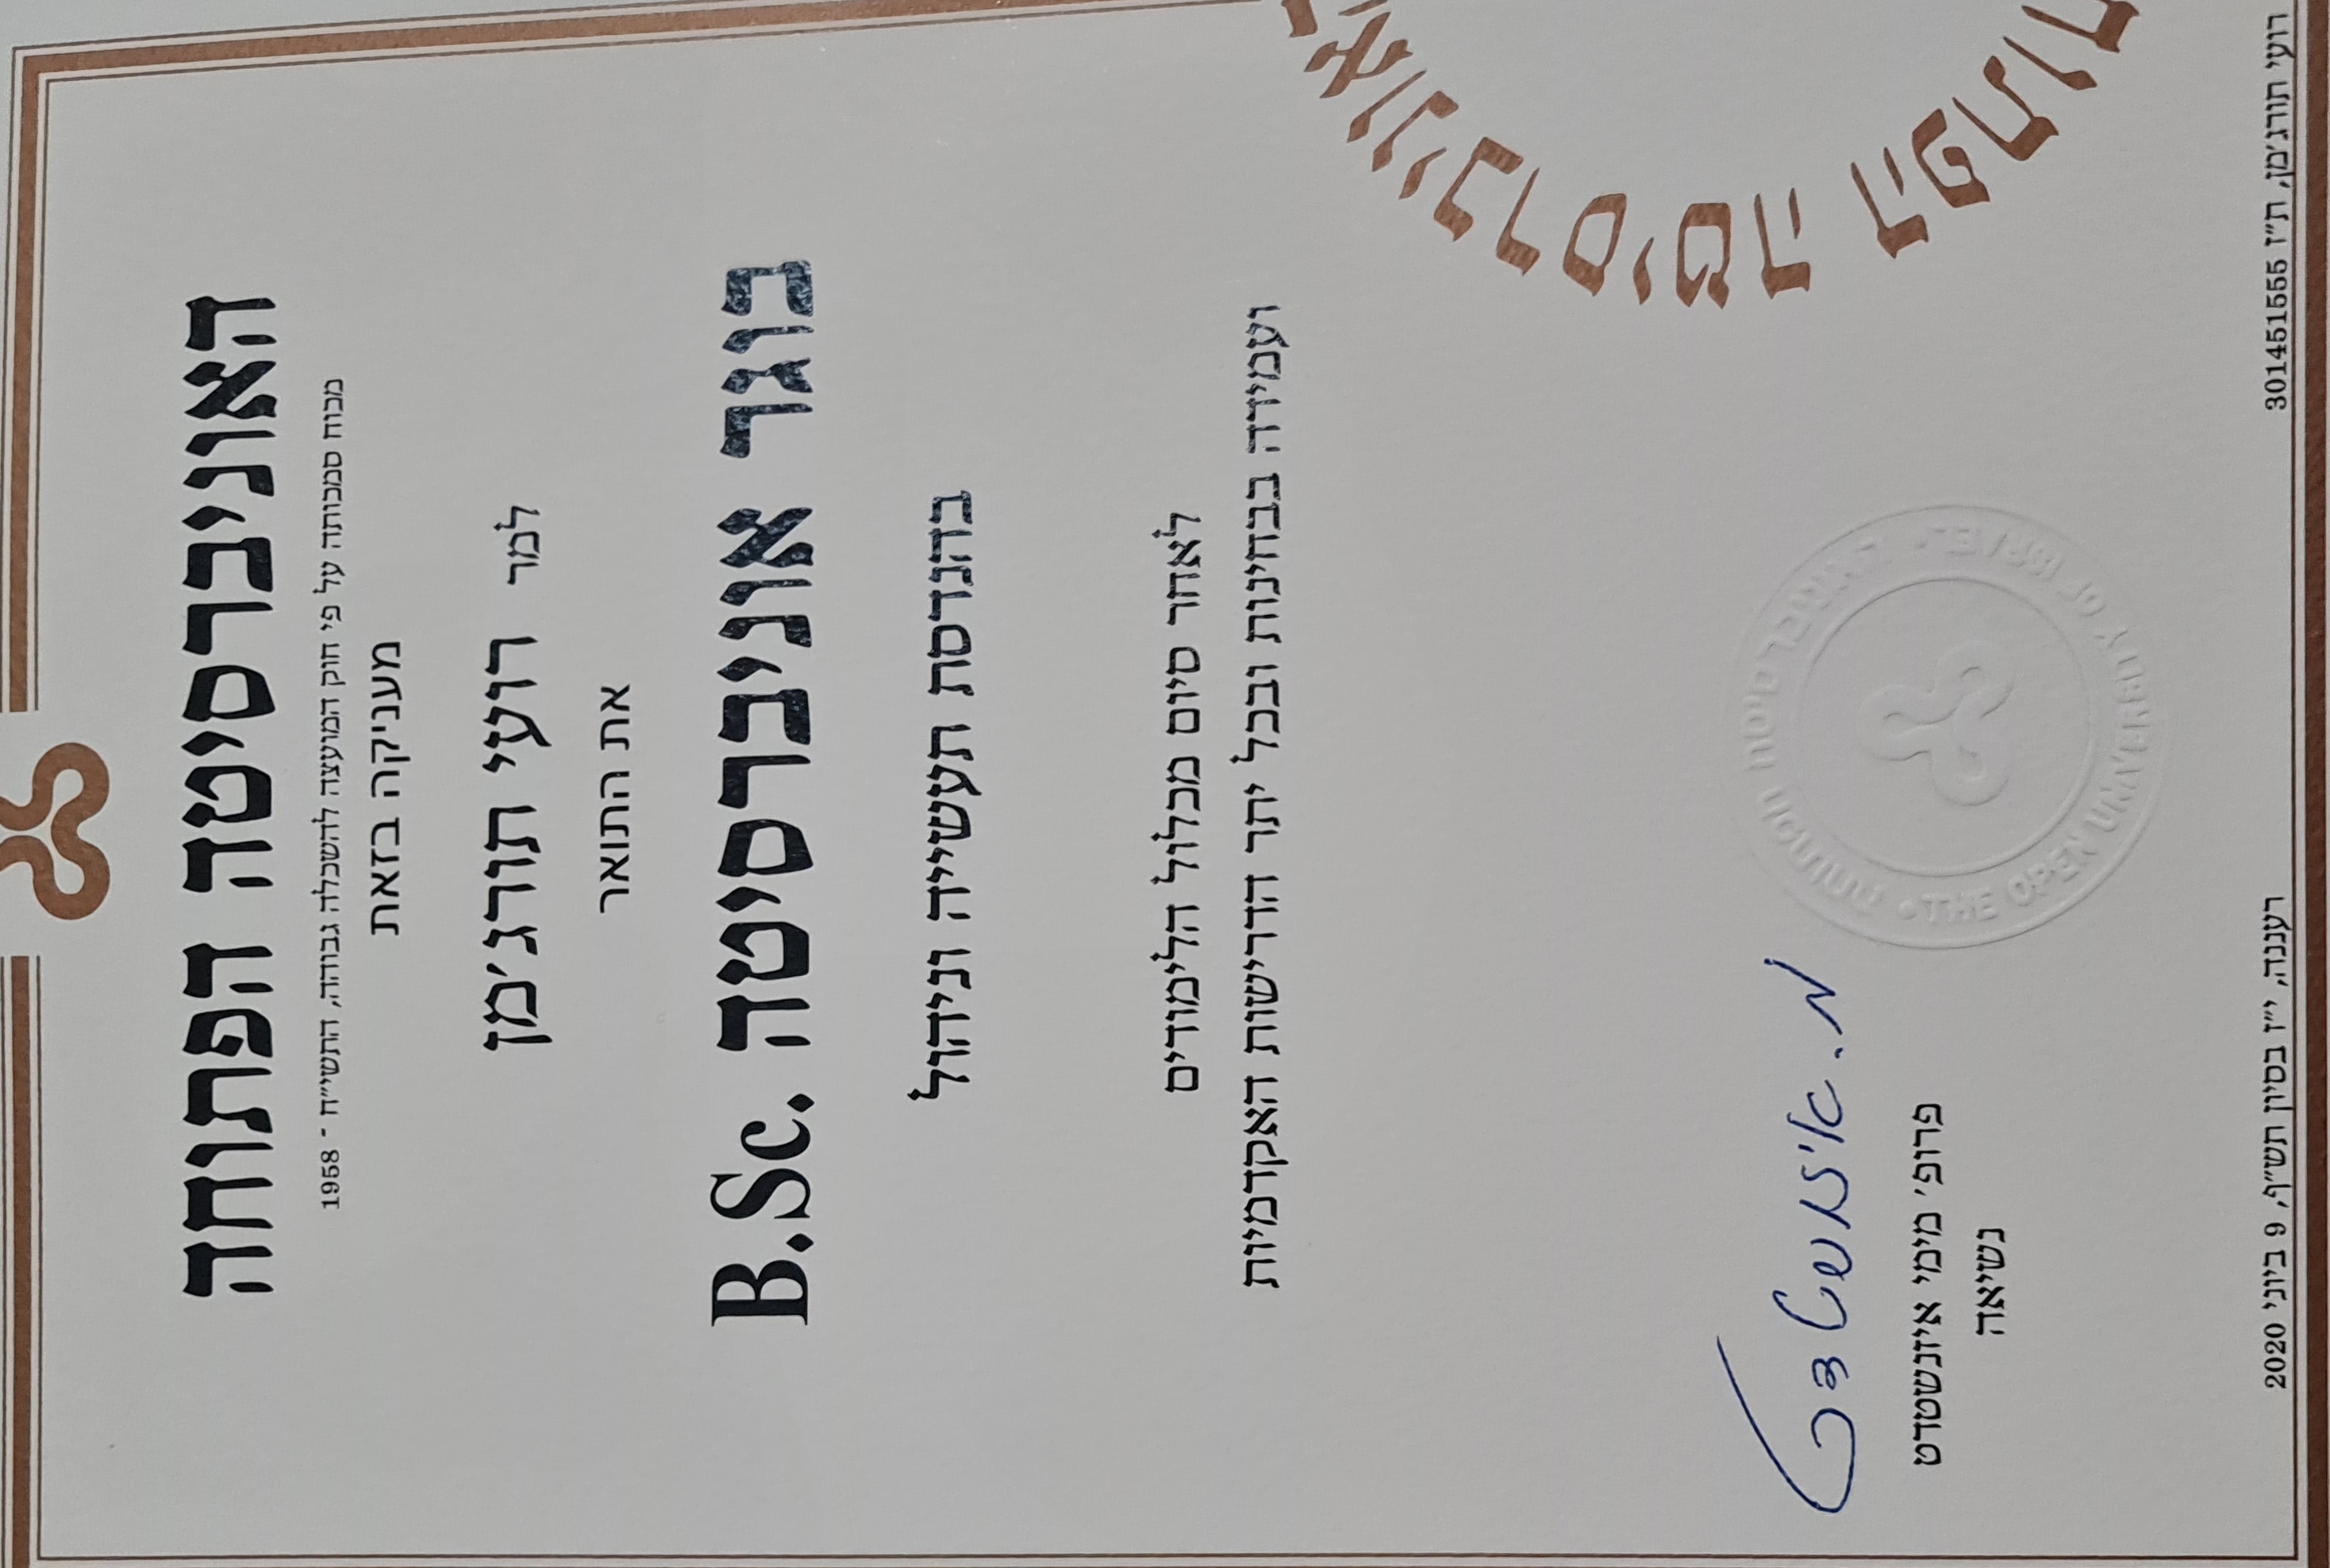 האוניברסיטה הפתוחה
מכוח סמכותה על פי חוק המועצה להשכלה גבוהה, התשי״ח - 1958
מעניקה בזאת
למר רועי תורג׳מן
את התואר
בוגר אוניברסיטה B.Sc.
בהנדסת תעשייה וניהול
לאחר סיום מכלול הלימודים
ועמידה בבחינות ובכל יתר הדרישות האקדמיות
האוניברסיטה הפתוחה
מ. איזנשטדט
האוניברסיטה הפתוחה
THE OPEN UNIVERSITY OF ISRAEL
פרופ׳ מימי איזנשטדט
נשיאה
רועי תורג׳מן, ת״ז 301451555
רעננה, י״ז בסיון תש״ף, 9 ביוני 2020